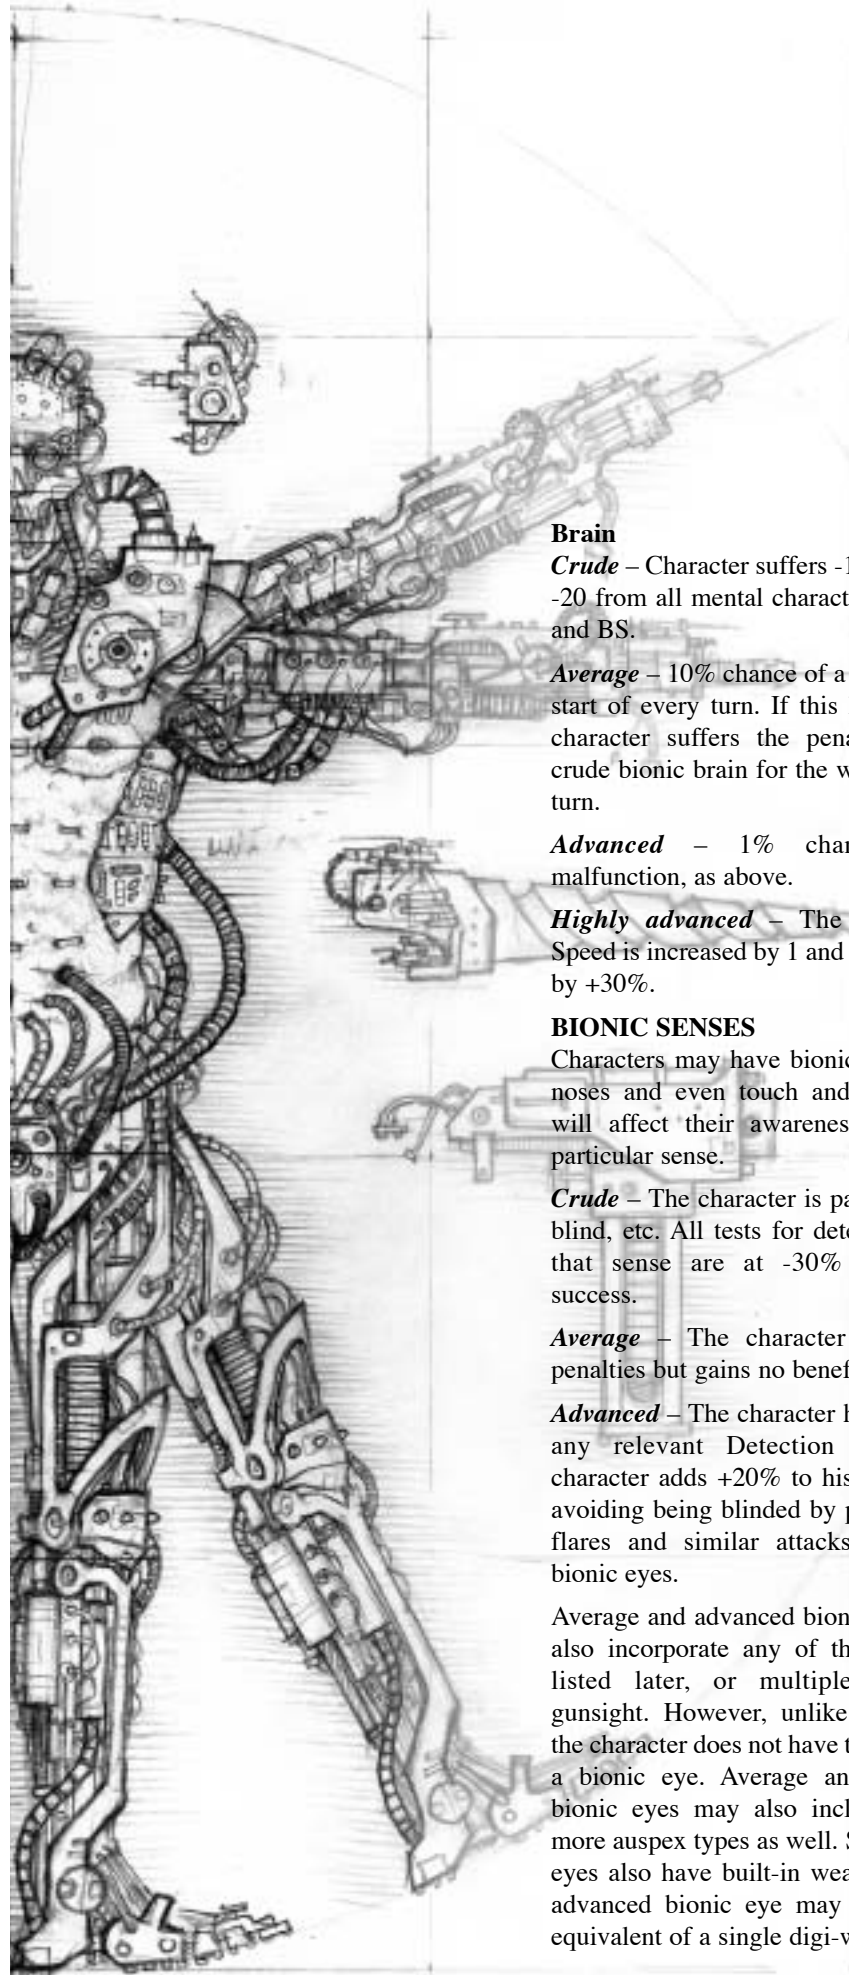 Brain
Crude – Character suffers -1
-20 from all mental charact
and BS.
Average – 10% chance of a
start of every turn. If this
character suffers the pena
crude bionic brain for the w
turn.
Advanced – 1% char
malfunction, as above.
Highly advanced – The
Speed is increased by 1 and
by +30%.
BIONIC SENSES
Characters may have bionic
noses and even touch and
will affect their awarenes
particular sense.
Crude – The character is pa
blind, etc. All tests for dete
that sense are at -30%
success.
Average – The character
penalties but gains no benef
Advanced – The character h
any relevant Detection
character adds +20% to his
avoiding being blinded by p
flares and similar attacks
bionic eyes.
Average and advanced bion
also incorporate any of th
listed later, or multiple
gunsight. However, unlike
the character does not have t
a bionic eye. Average an
bionic eyes may also incl
more auspex types as well. S
eyes also have built-in wea
advanced bionic eye may
equivalent of a single digi-w